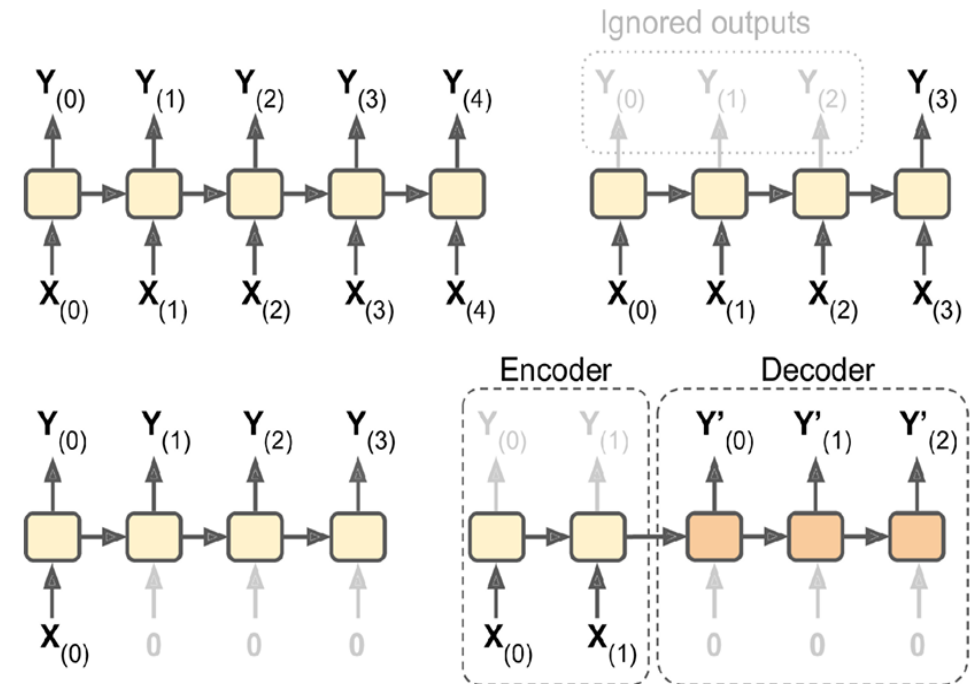 Ignored outputs
Y(0) Y(1) Y(2) Y(3) Y(4)
Y(0) Y(1) Y(2) Y(3)
X(0) X(1) X(2) X(3) X(4)
X(0) X(1) X(2) X(3)
Encoder
Decoder
Y(0) Y(1) Y(2) Y(3)
Y(0) Y(1)
Y'(0) Y'(1) Y'(2)
X(0) 0 0 0
X(0) X(1)
0 0 0